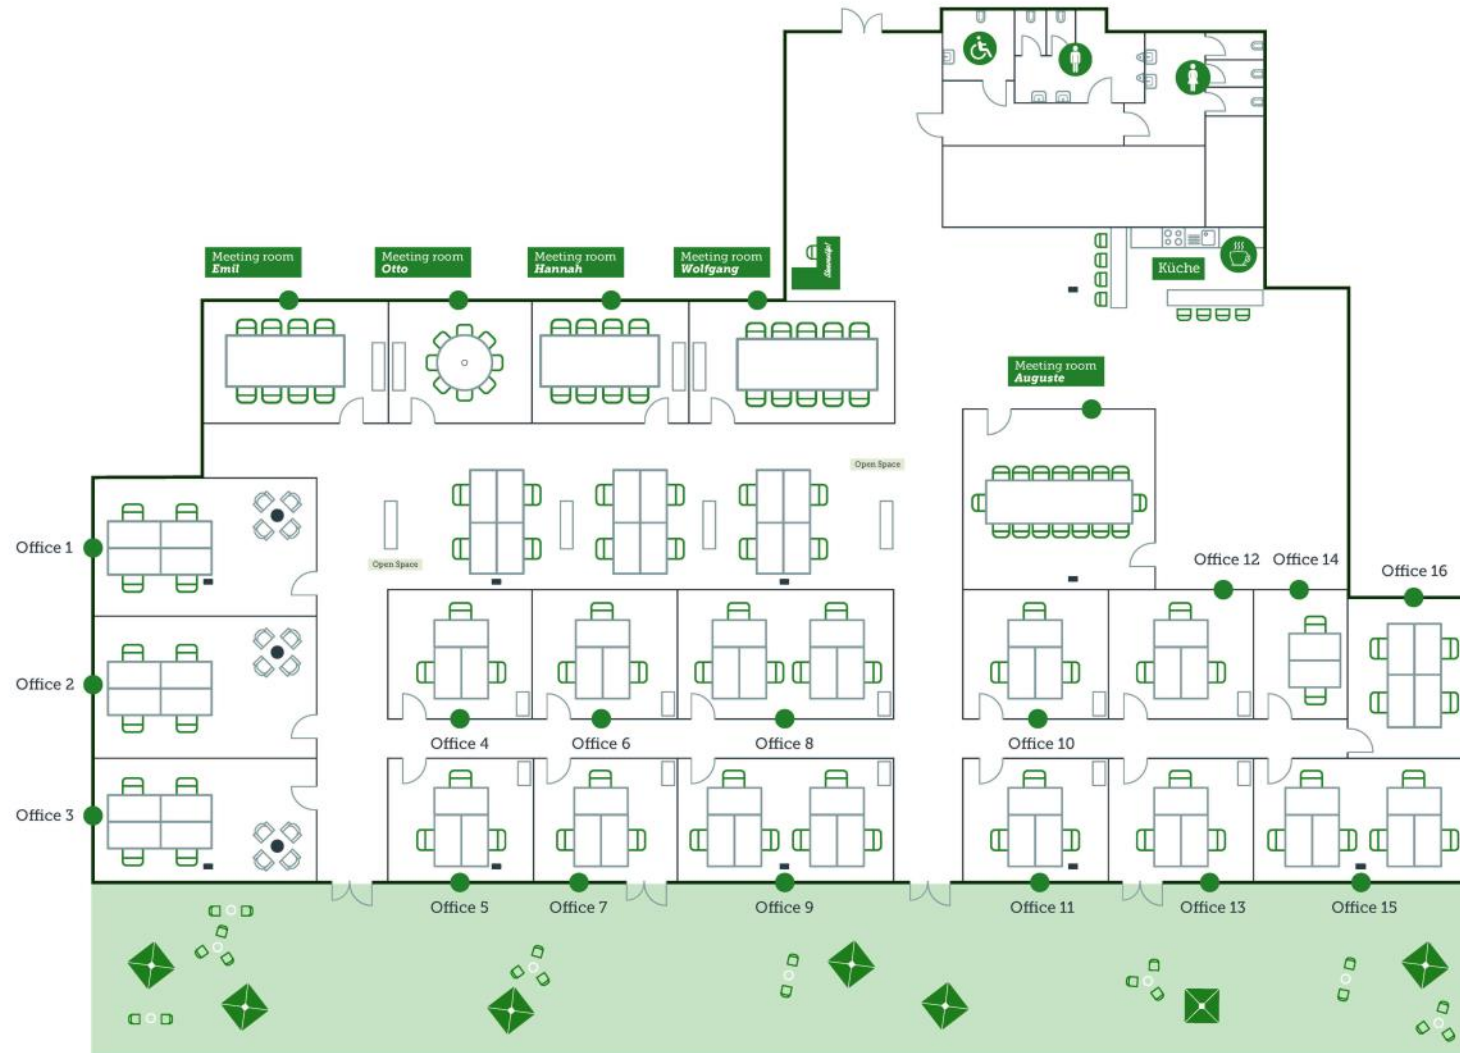 Meeting room
Emil
Meeting room
Otto
Meeting room
Hannah
Meeting room
Wolfgang
Küche
Meeting room
Auguste
Open Space
Open Space
Office 1
Office 12
Office 14
Office 16
Office 2
Office 4
Office 6
Office 8
Office 10
Office 3
Office 5
Office 7
Office 9
Office 11
Office 13
Office 15